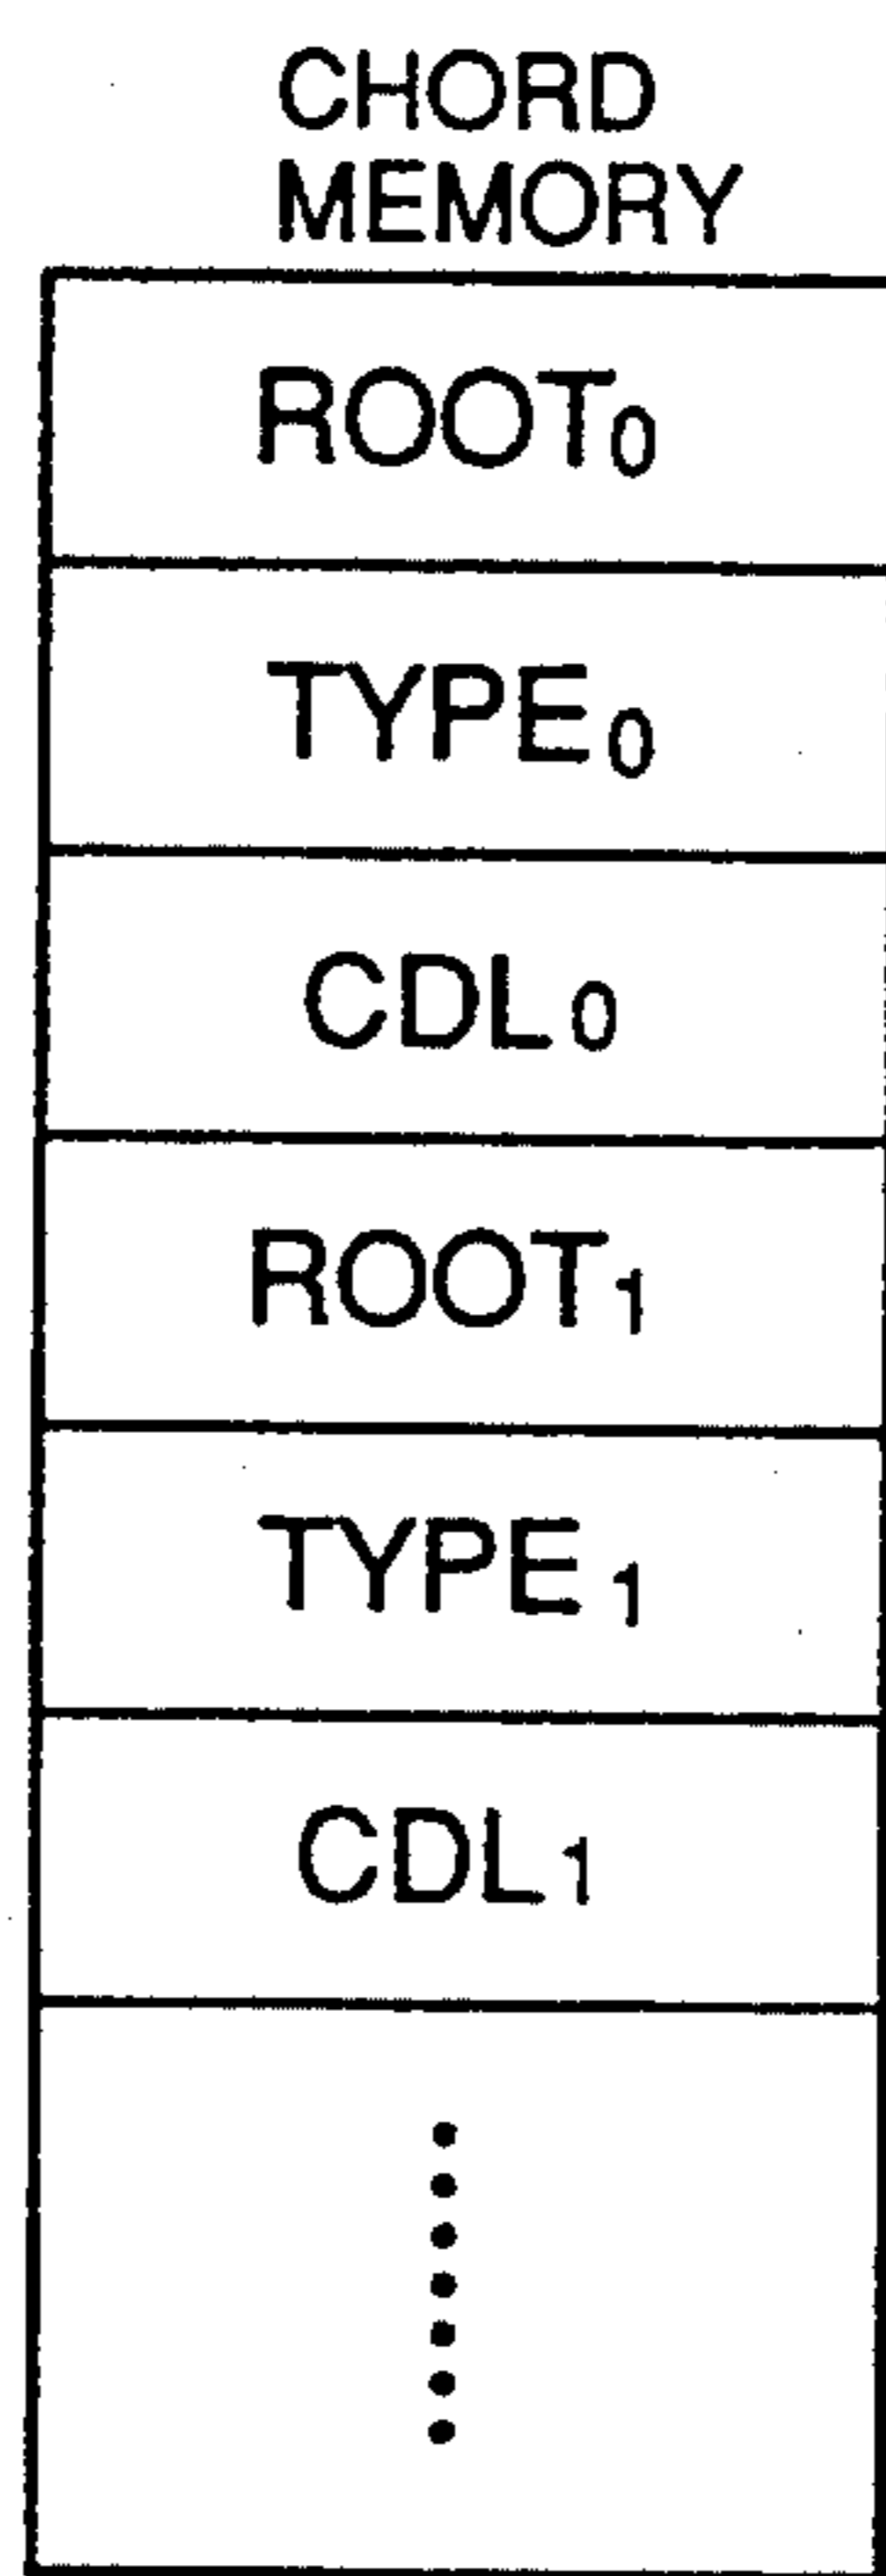 CHORD
MEMORY
ROOT₀
TYPE₀
CDL₀
ROOT₁
TYPE₁
CDL₁